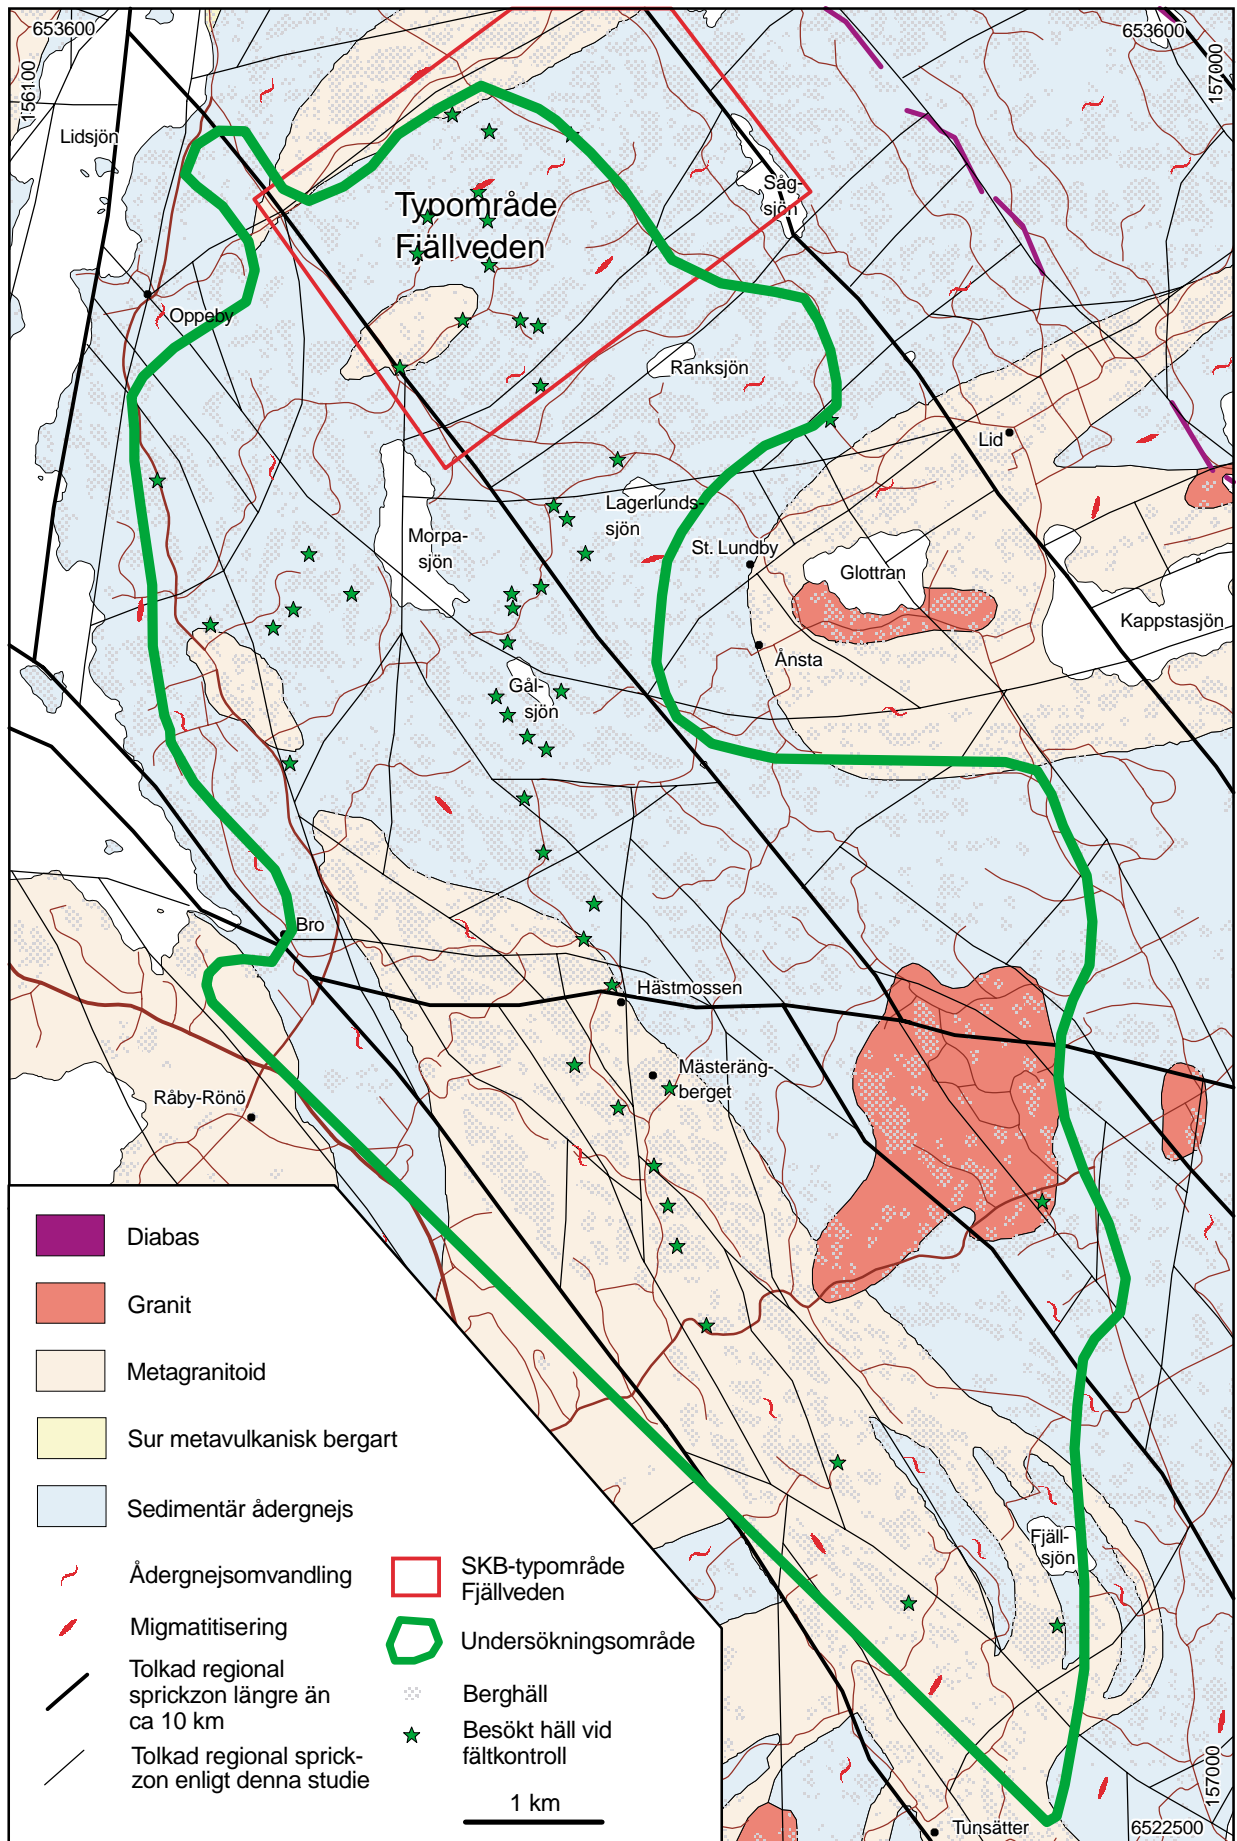 653600
653600
156100
157000
Lidsjön
Såg-
sjön
Typområde
Fjällveden
Oppeby
Ranksjön
Lid
Lagerlunds-
sjön
Morpa-
sjön
St. Lundby
Glottran
Kappstasjön
Ånsta
Gål-
sjön
Bro
Hästmossen
Mästeräng-
berget
Råby-Rönö
Fjäll-
sjön
Tunsätter
157000
6522500
Diabas
Granit
Metagranitoid
Sur metavulkanisk bergart
Sedimentär ådergnejs
Ådergnejsomvandling
Migmatitisering
Tolkad regional
sprickzon längre än
ca 10 km
Tolkad regional sprick-
zon enligt denna studie
SKB-typområde
Fjällveden
Undersökningsområde
Berghäll
Besökt häll vid
fältkontroll
1 km